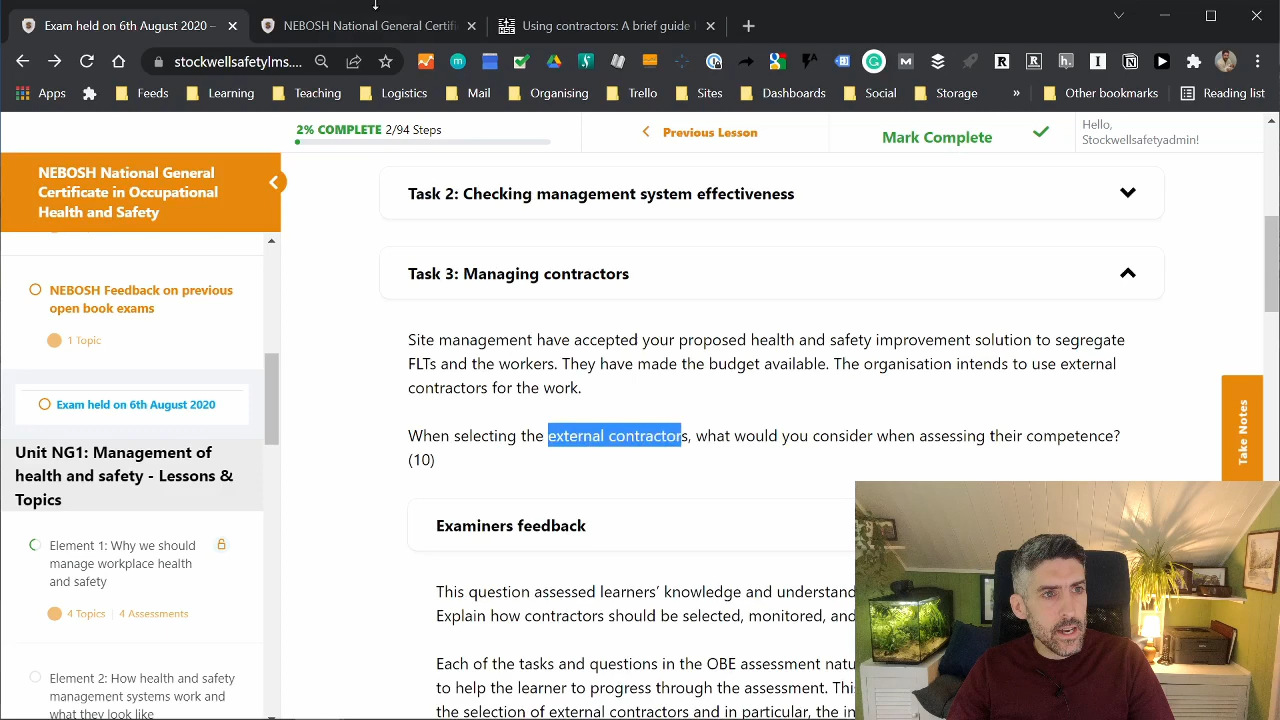 Exam held on 6th August 2020 –
NEBOSH National General Certifi
Using contractors: A brief guide
stockwellsafetylms....
Apps
Feeds
Learning
Teaching
Logistics
Mail
Organising
Trello
Sites
Dashboards
Social
Storage
»
Other bookmarks
Reading list
2% COMPLETE 2/94 Steps
Previous Lesson
Mark Complete
Hello,
Stockwellsafetyadmin!
NEBOSH National General
Certificate in Occupational
Health and Safety
NEBOSH Feedback on previous
open book exams
1 Topic
Exam held on 6th August 2020
Unit NG1: Management of
health and safety - Lessons &
Topics
Element 1: Why we should
manage workplace health
and safety
4 Topics | 4 Assessments
Element 2: How health and safety
management systems work and
what they look like
Task 2: Checking management system effectiveness
Task 3: Managing contractors
Site management have accepted your proposed health and safety improvement solution to segregate
FLTs and the workers. They have made the budget available. The organisation intends to use external
contractors for the work.
When selecting the external contractors, what would you consider when assessing their competence?
(10)
Examiners feedback
This question assessed learners' knowledge and understand
Explain how contractors should be selected, monitored, and
Each of the tasks and questions in the OBE assessment natu
to help the learner to progress through the assessment. This
the selection of external contractors and in particular, the in
Take Notes